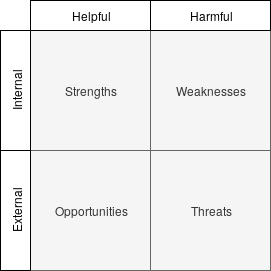 Helpful Harmful
Internal Strengths Weaknesses
External Opportunities Threats